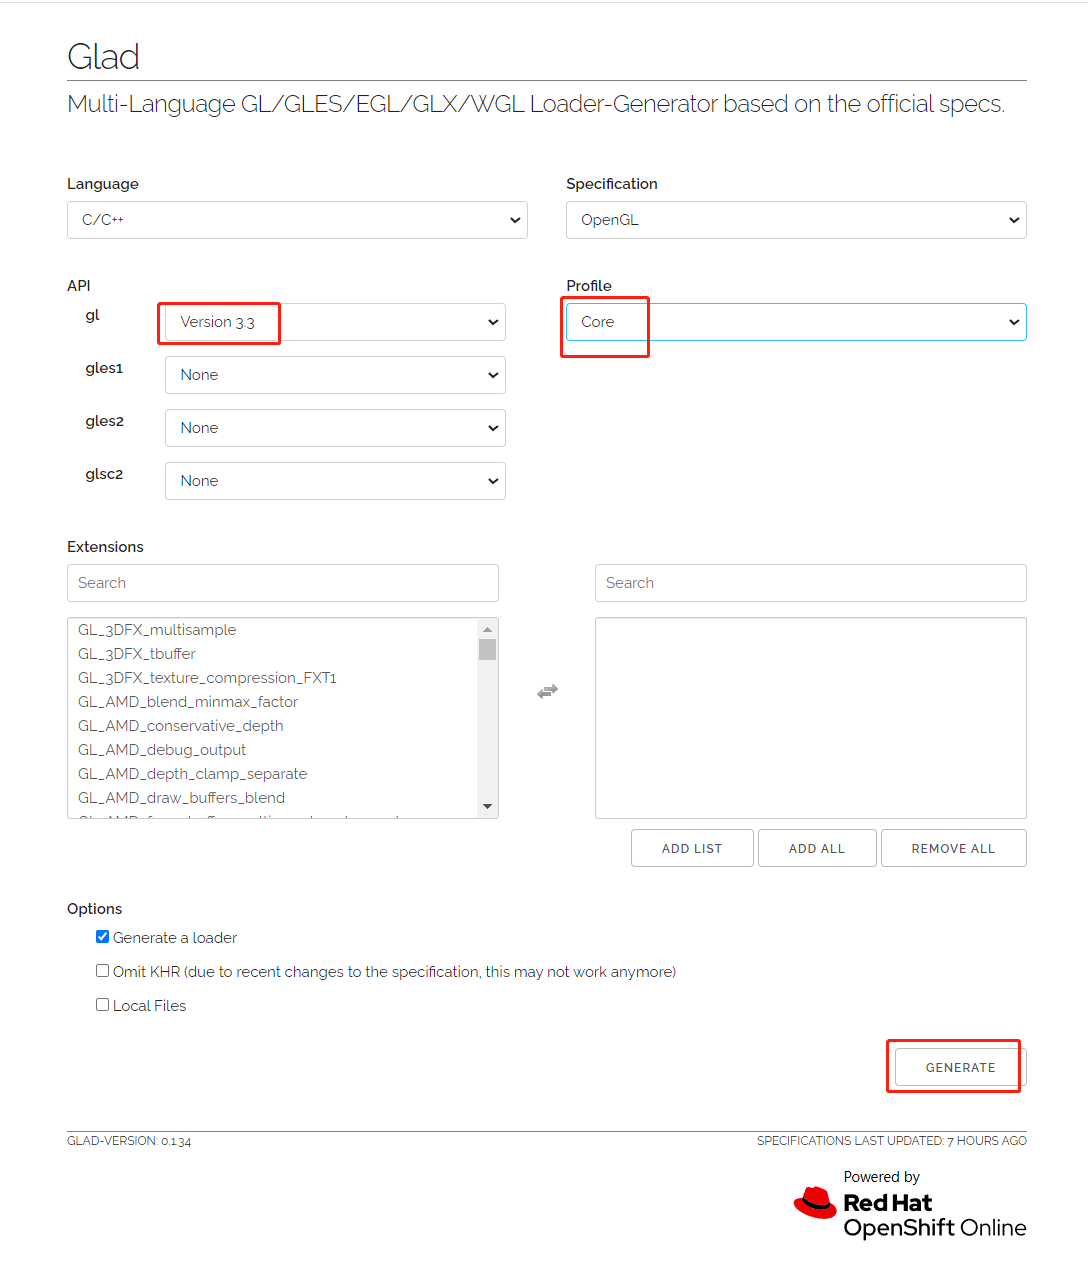 Glad
Multi-Language GL/GLES/EGL/GLX/WGL Loader-Generator based on the official specs.
Language
Specification
C/C++
OpenGL
API
Profile
gl
Version 3.3
Core
gles1
None
gles2
None
glsc2
None
Extensions
Search
Search
GL_3DFX_multisample
GL_3DFX_tbuffer
GL_3DFX_texture_compression_FXT1
GL_AMD_blend_minmax_factor
GL_AMD_conservative_depth
GL_AMD_debug_output
GL_AMD_depth_clamp_separate
GL_AMD_draw_buffers_blend
ADD LIST
ADD ALL
REMOVE ALL
Options
Generate a loader
Omit KHR (due to recent changes to the specification, this may not work anymore)
Local Files
GENERATE
GLAD-VERSION: 0.1.34
SPECIFICATIONS LAST UPDATED: 7 HOURS AGO
Powered by
Red Hat
OpenShift Online